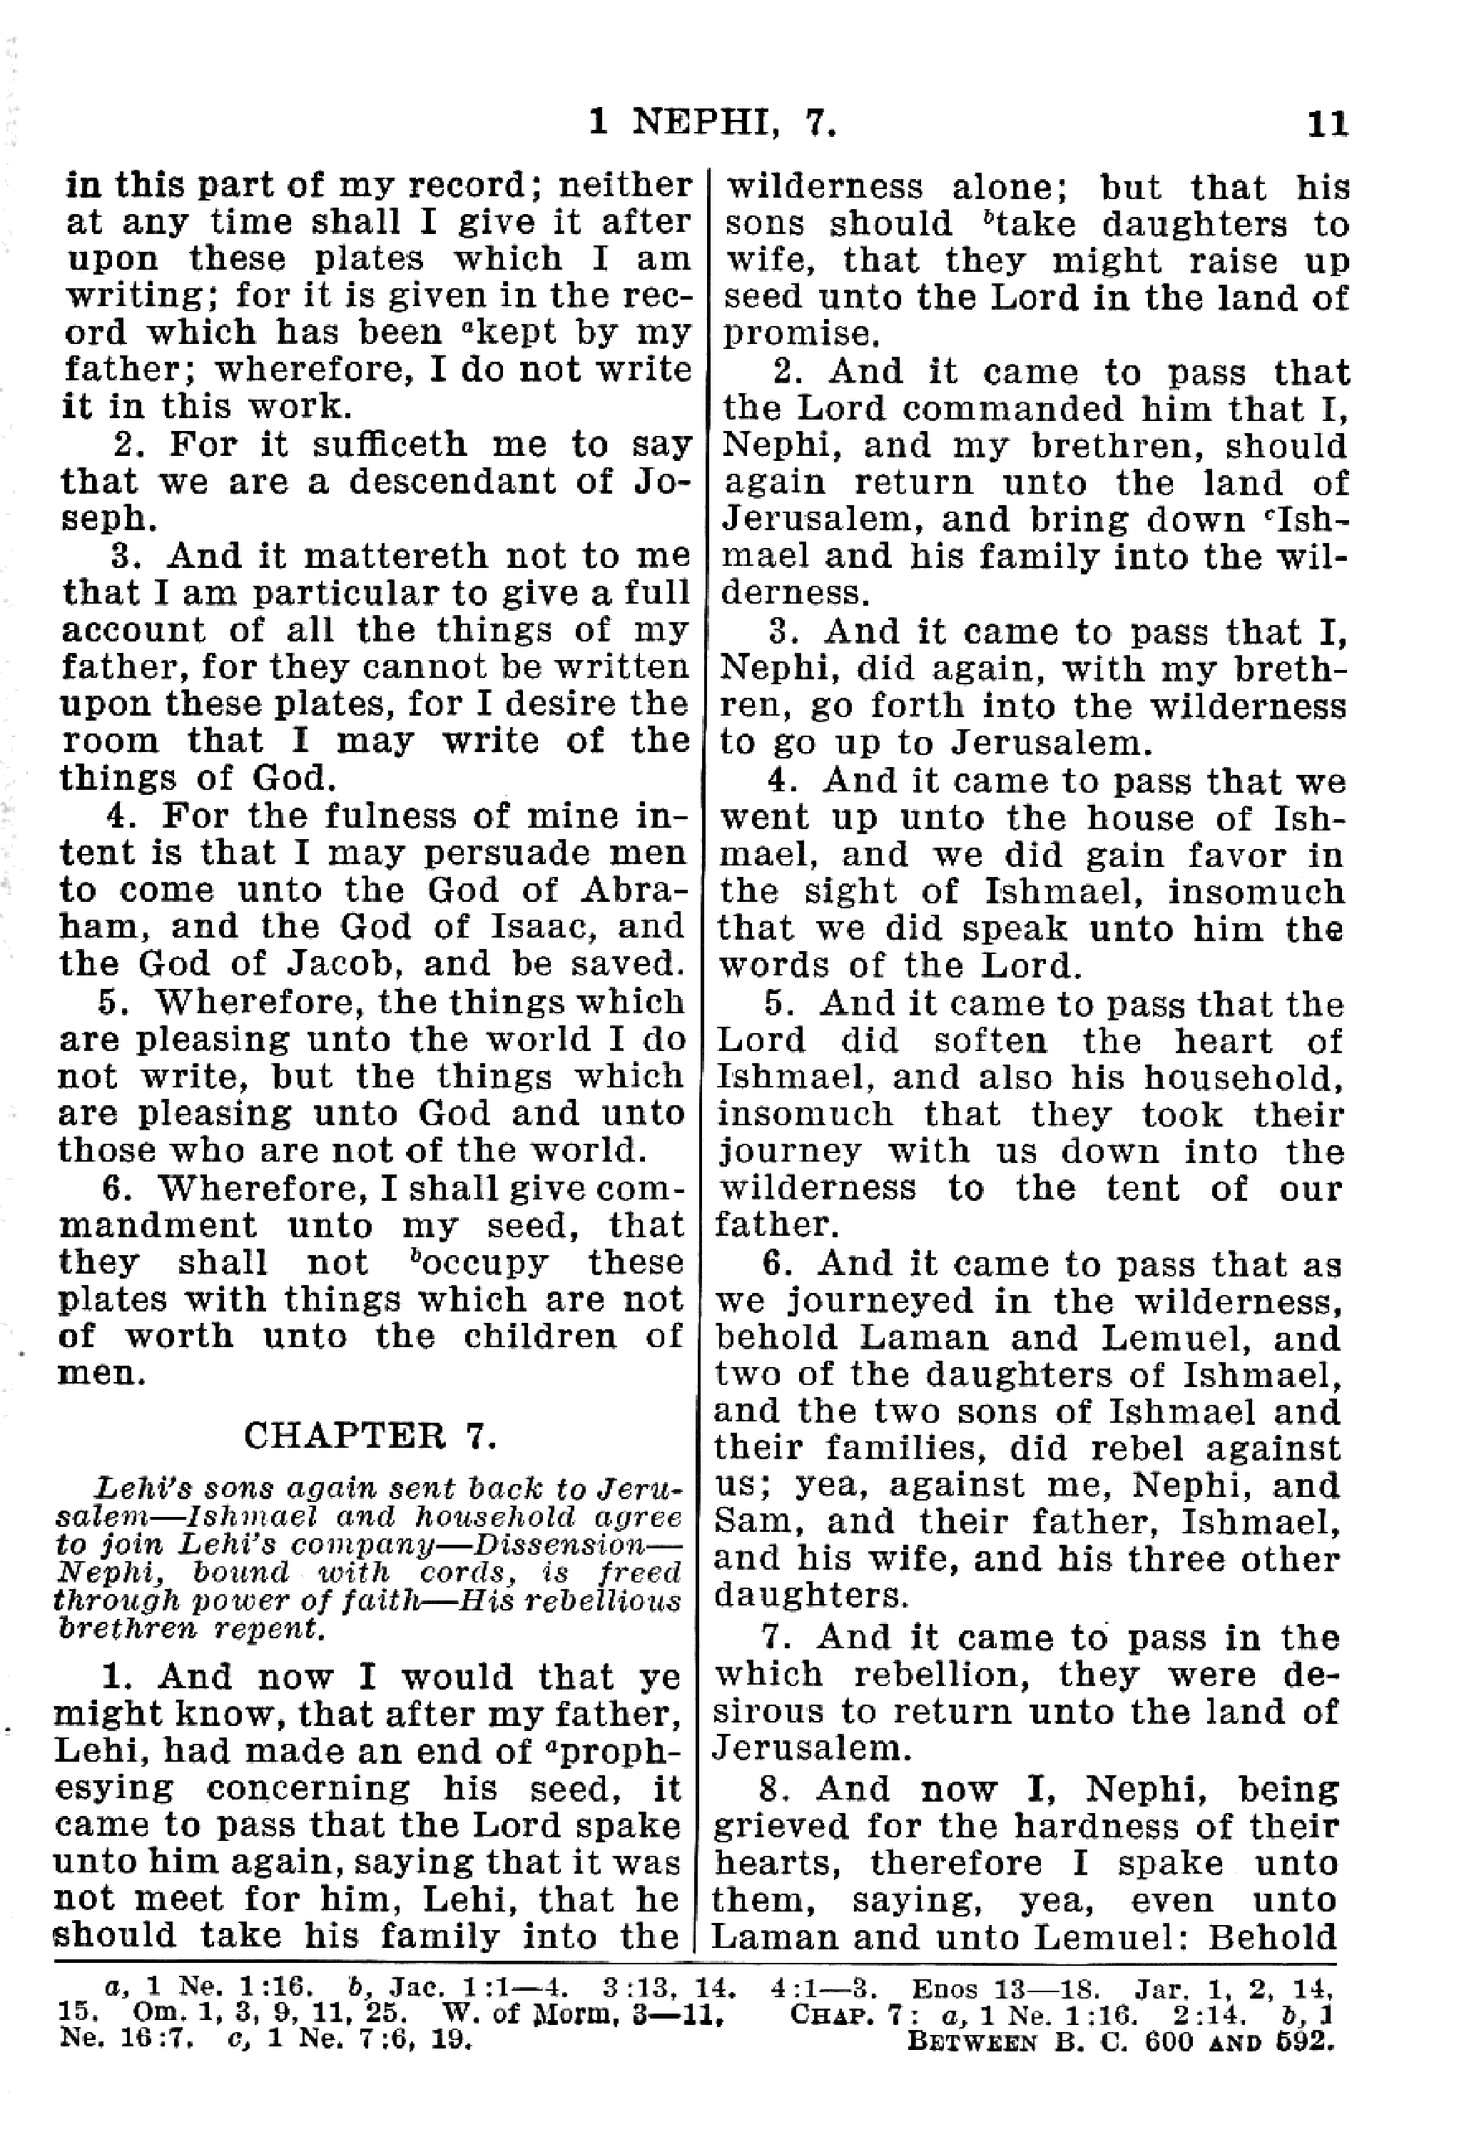 1 NEPHI, 7.
11
in this part of my record; neither
at any time shall I give it after
upon these plates which I am
writing; for it is given in the rec-
ord which has been akept by my
father; wherefore, I do not write
it in this work.
2. For it sufficeth me to say
that we are a descendant of Jo-
seph.
3. And it mattereth not to me
that I am particular to give a full
account of all the things of my
father, for they cannot be written
upon these plates, for I desire the
room that I may write of the
things of God.
4. For the fulness of mine in-
tent is that I may persuade men
to come unto the God of Abra-
ham, and the God of Isaac, and
the God of Jacob, and be saved.
5. Wherefore, the things which
are pleasing unto the world I do
not write, but the things which
are pleasing unto God and unto
those who are not of the world.
6. Wherefore, I shall give com-
mandment unto my seed, that
they shall not boccupy these
plates with things which are not
of worth unto the children of
men.
CHAPTER 7.
Lehi's sons again sent back to Jeru-
salem—Ishmael and household agree
to join Lehi's company—Dissension—
Nephi, bound with cords, is freed
through power of faith—His rebellious
brethren repent.
1. And now I would that ye
might know, that after my father,
Lehi, had made an end of aproph-
esying concerning his seed, it
came to pass that the Lord spake
unto him again, saying that it was
not meet for him, Lehi, that he
should take his family into the
wilderness alone; but that his
sons should btake daughters to
wife, that they might raise up
seed unto the Lord in the land of
promise.
2. And it came to pass that
the Lord commanded him that I,
Nephi, and my brethren, should
again return unto the land of
Jerusalem, and bring down cIsh-
mael and his family into the wil-
derness.
3. And it came to pass that I,
Nephi, did again, with my breth-
ren, go forth into the wilderness
to go up to Jerusalem.
4. And it came to pass that we
went up unto the house of Ish-
mael, and we did gain favor in
the sight of Ishmael, insomuch
that we did speak unto him the
words of the Lord.
5. And it came to pass that the
Lord did soften the heart of
Ishmael, and also his household,
insomuch that they took their
journey with us down into the
wilderness to the tent of our
father.
6. And it came to pass that as
we journeyed in the wilderness,
behold Laman and Lemuel, and
two of the daughters of Ishmael,
and the two sons of Ishmael and
their families, did rebel against
us; yea, against me, Nephi, and
Sam, and their father, Ishmael,
and his wife, and his three other
daughters.
7. And it came to pass in the
which rebellion, they were de-
sirous to return unto the land of
Jerusalem.
8. And now I, Nephi, being
grieved for the hardness of their
hearts, therefore I spake unto
them, saying, yea, even unto
Laman and unto Lemuel: Behold
a, 1 Ne. 1:16. b, Jac. 1:1—4. 3:13, 14. 4:1—3. Enos 13—18. Jar. 1, 2, 14,
15. Om. 1, 3, 9, 11, 25. W. of Morm, 3—11, CHAP. 7: a, 1 Ne. 1:16. 2:14. b, 1
Ne. 16:7. c, 1 Ne. 7:6, 19. BETWEEN B. C. 600 AND 592.